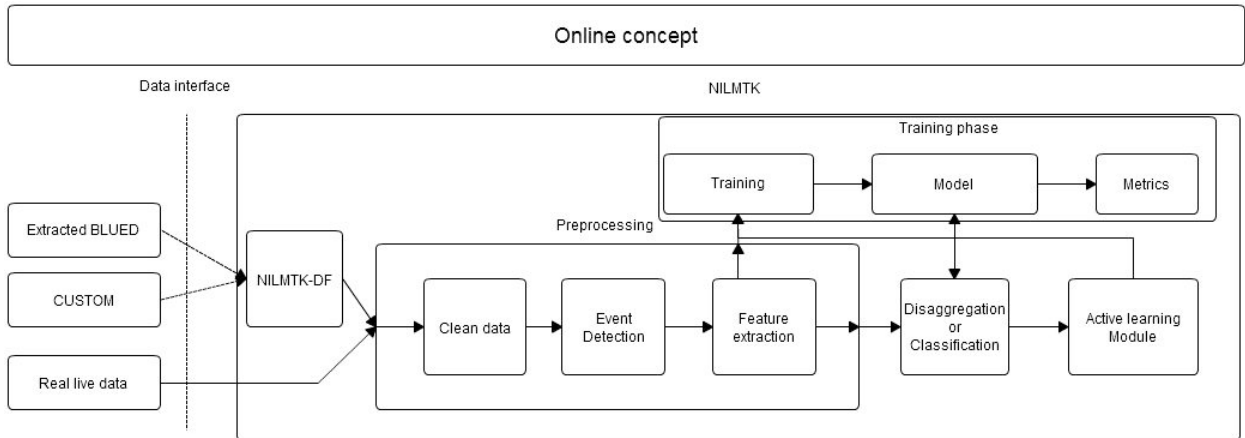 Online concept
Data interface
NILMTK
Training phase
Training
Model
Metrics
Extracted BLUED
Preprocessing
NILMTK-DF
CUSTOM
Clean data
Event
Detection
Feature
extraction
Disaggregation
or
Classification
Active learning
Module
Real live data